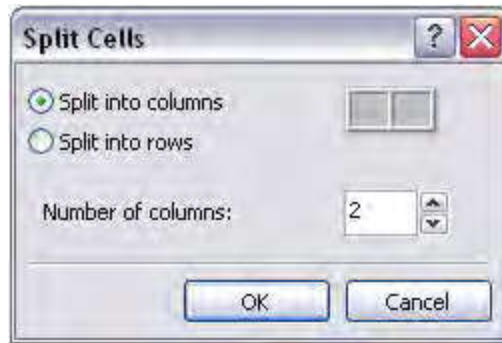 Split Cells
Split into columns
Split into rows
Number of columns: 2
OK Cancel